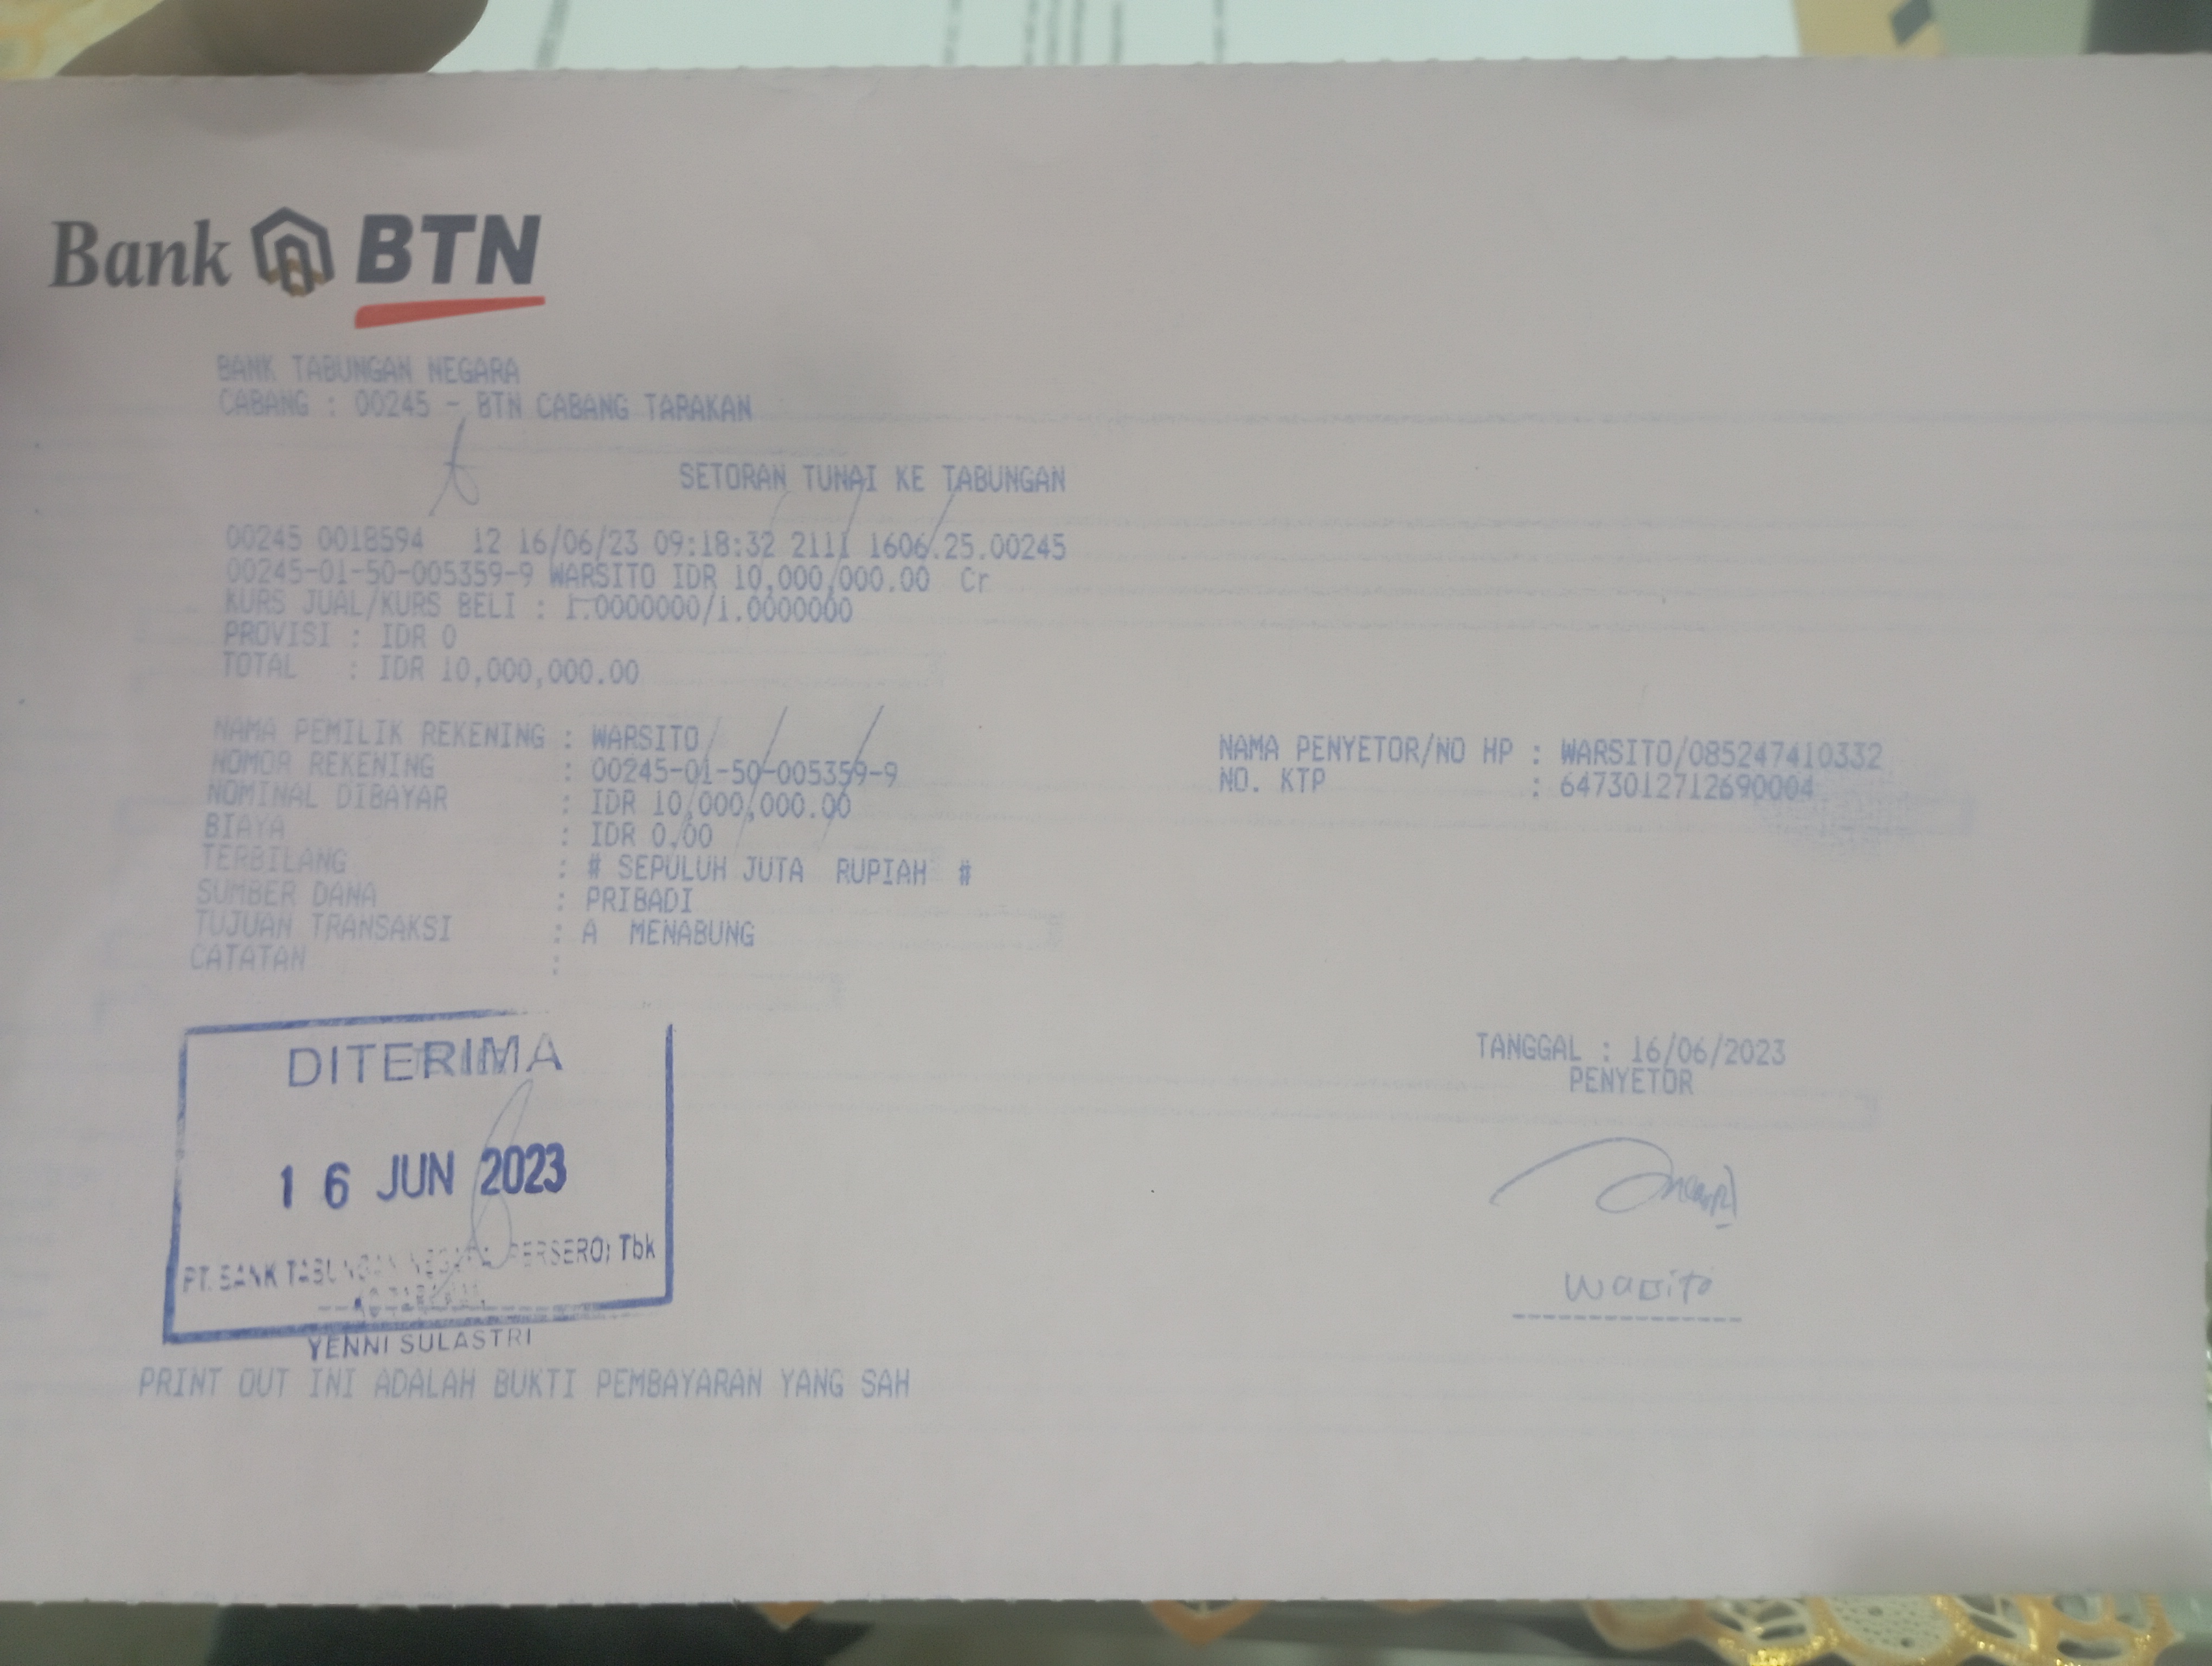 Bank BTN
BANK TABUNGAN NEGARA
CABANG : 00245 - BTN CABANG TARAKAN
SETORAN TUNAI KE TABUNGAN
00245 0018594 12 16/06/23 09:18:32 2111 1606.25.00245
00245-01-50-005359-9 WARSITO IDR 10,000,000.00 Cr
KURS JUAL/KURS BELI : 1.0000000/1.0000000
PROVISI : IDR 0
TOTAL : IDR 10,000,000.00
NAMA PEMILIK REKENING : WARSITO
NOMOR REKENING : 00245-01-50-005359-9
NOMINAL DIBAYAR : IDR 10,000,000.00
BIAYA : IDR 0.00
TERBILANG : # SEPULUH JUTA RUPIAH #
SUMBER DANA : PRIBADI
TUJUAN TRANSAKSI : A MENABUNG
CATATAN :
NAMA PENYETOR/NO HP : WARSITO/085247410332
NO. KTP : 6473012712690004
DITERIMA
16 JUN 2023
PT. BANK TABUNGAN NEGARA PERSERO) Tbk
YENNI SULASTRI
TANGGAL : 16/06/2023
PENYETOR
Warsito
PRINT OUT INI ADALAH BUKTI PEMBAYARAN YANG SAH